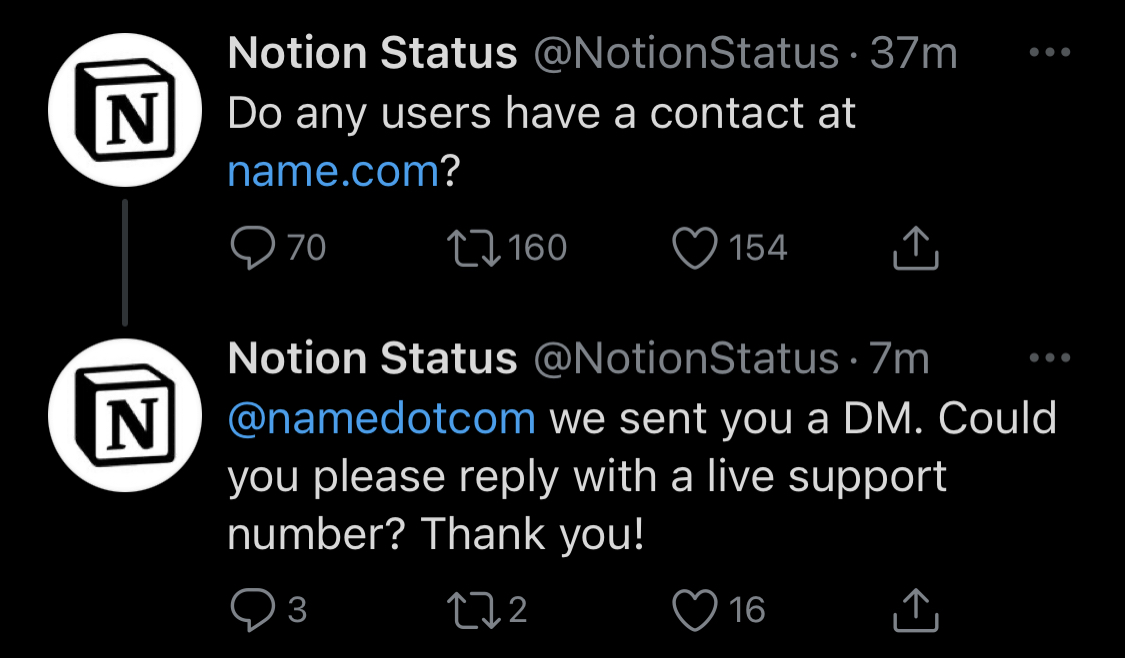 Notion Status @NotionStatus · 37m
Do any users have a contact at
name.com?
70 160 154
Notion Status @NotionStatus · 7m
@namedotcom we sent you a DM. Could
you please reply with a live support
number? Thank you!
3 2 16